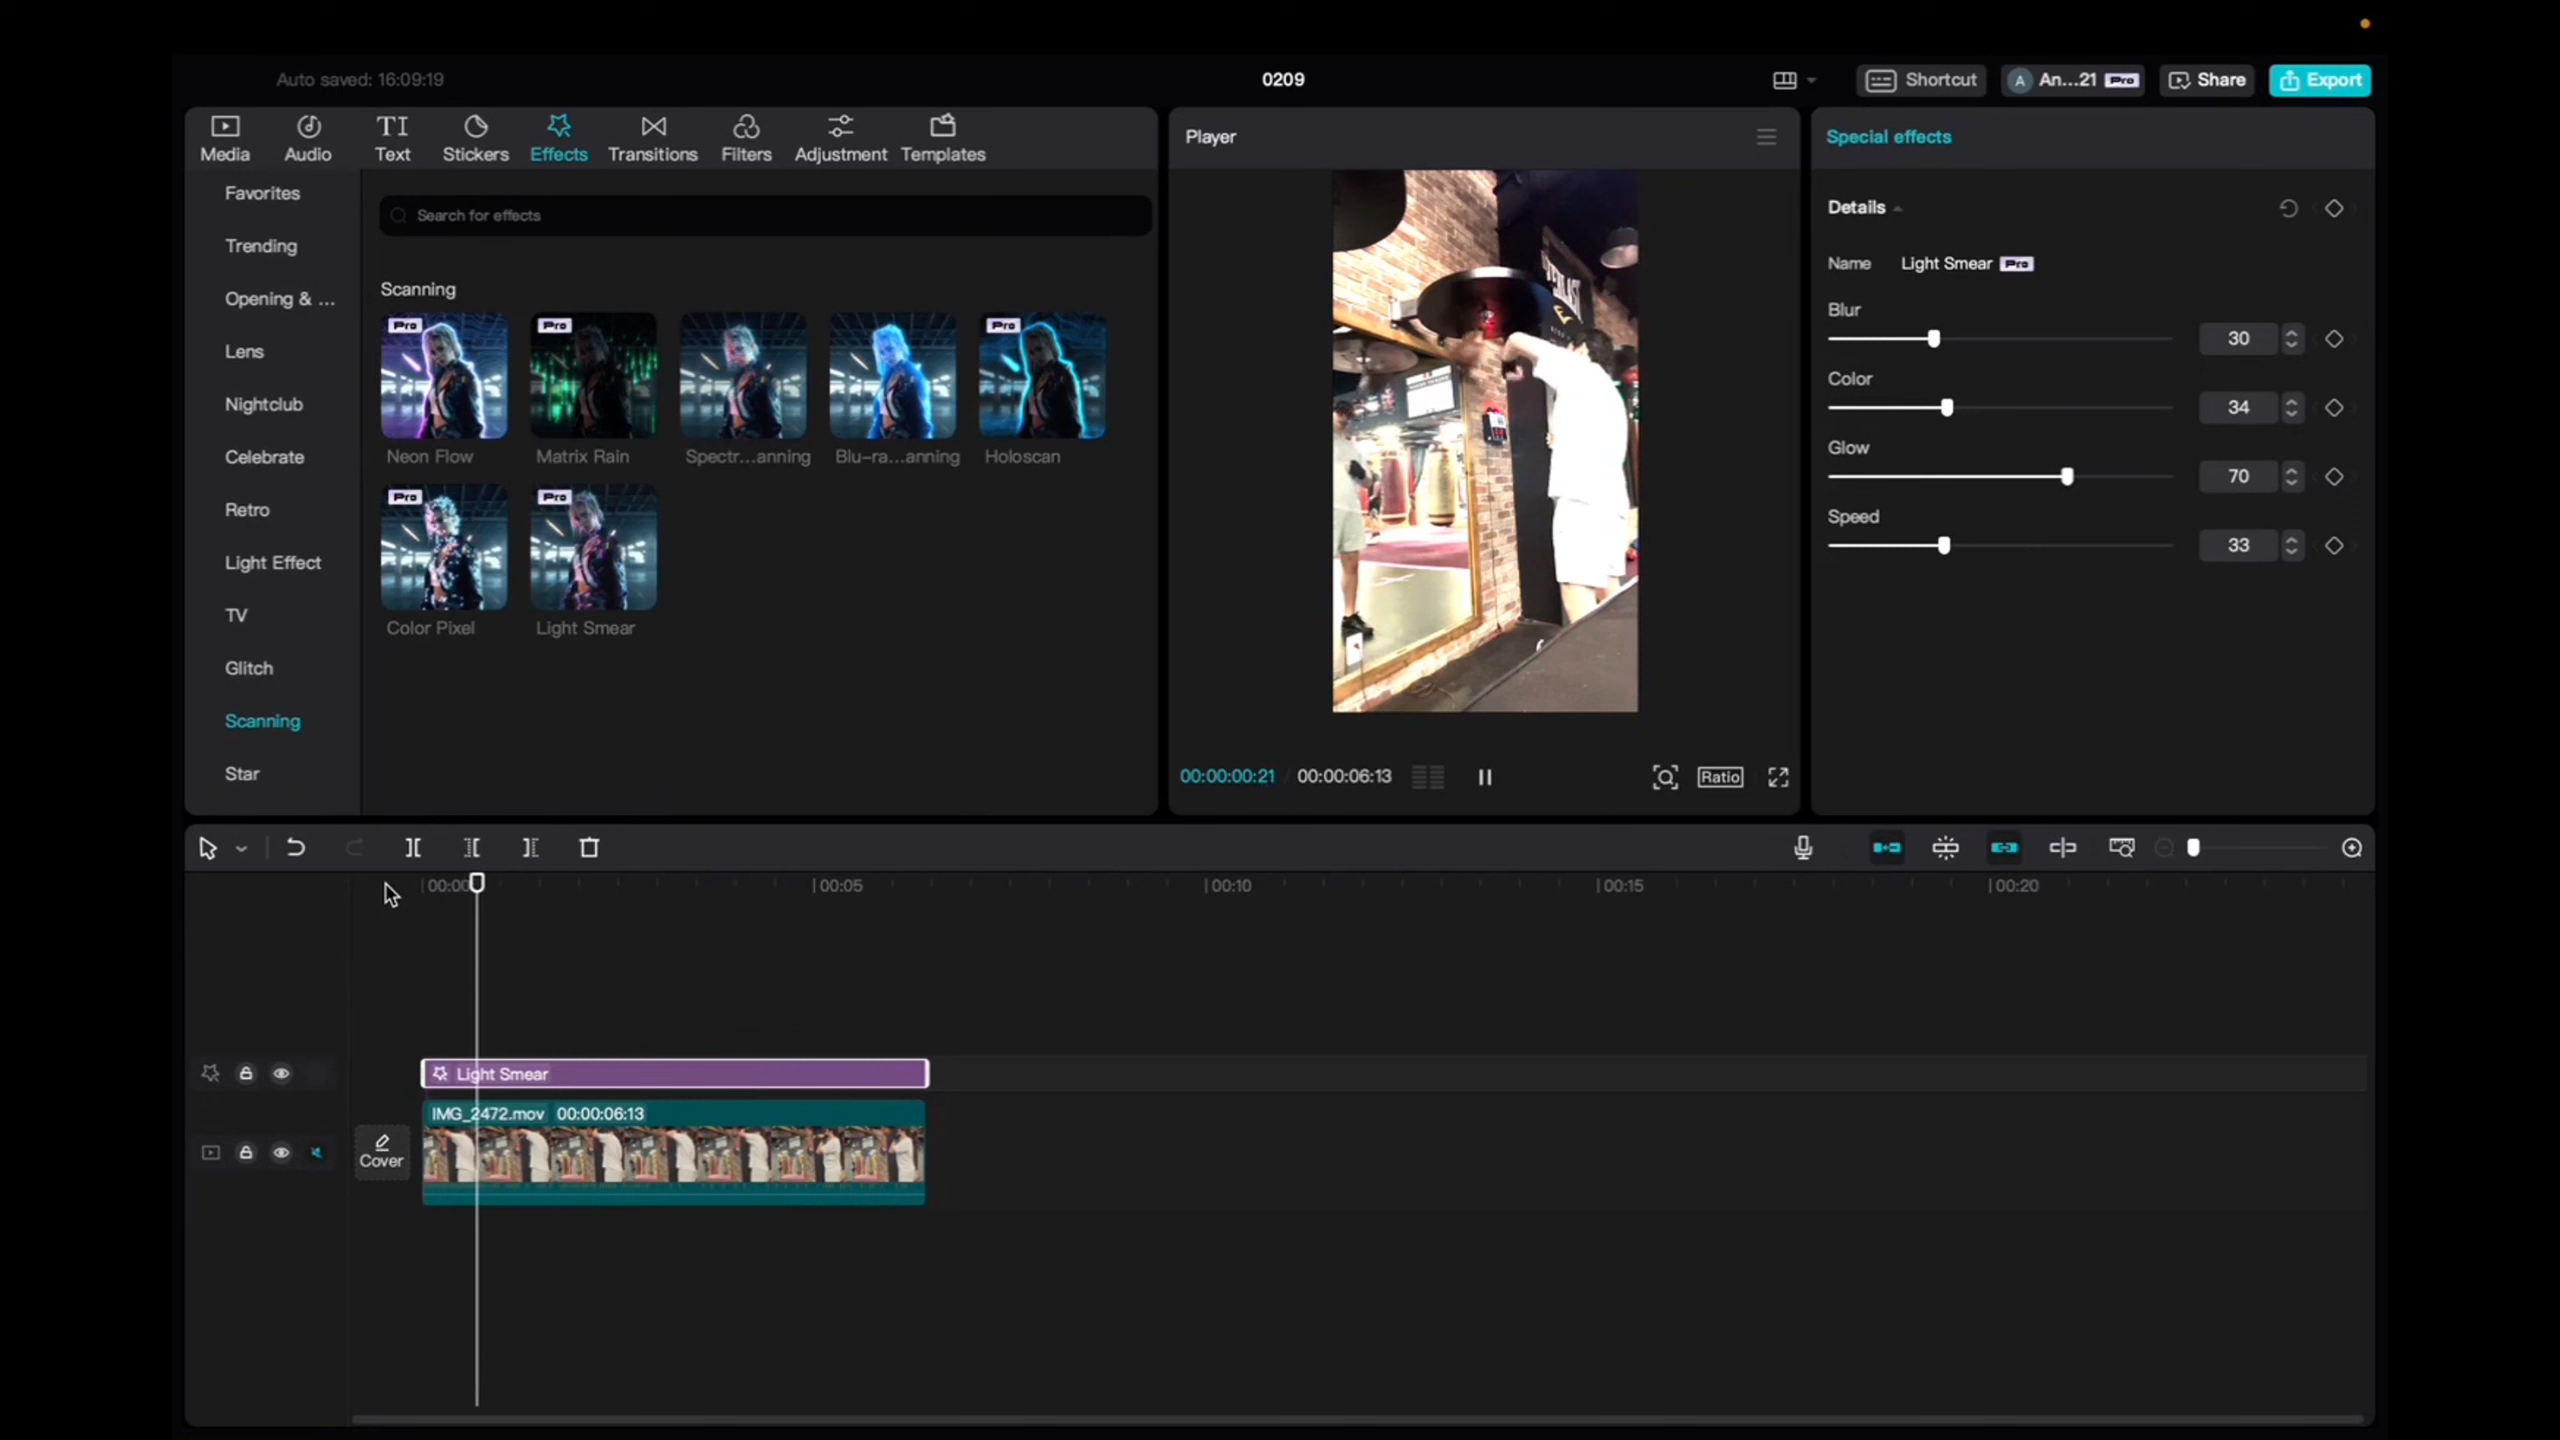 Auto saved: 16:09:19
0209
Shortcut
A An...21 Pro
Share
Export
Media
Audio
TI
Text
Stickers
Effects
Transitions
Filters
Adjustment
Templates
Favorites
Trending
Opening & ...
Lens
Nightclub
Celebrate
Retro
Light Effect
TV
Glitch
Scanning
Star
Search for effects
Scanning
Pro
Neon Flow
Pro
Matrix Rain
Spectr...anning
Blu-ra...anning
Pro
Holoscan
Pro
Color Pixel
Pro
Light Smear
Player
00:00:00:21
00:00:06:13
Ratio
Special effects
Details
Name Light Smear Pro
Blur
30
Color
34
Glow
70
Speed
33
00:00
00:05
00:10
00:15
00:20
Light Smear
IMG_2472.mov 00:00:06:13
Cover